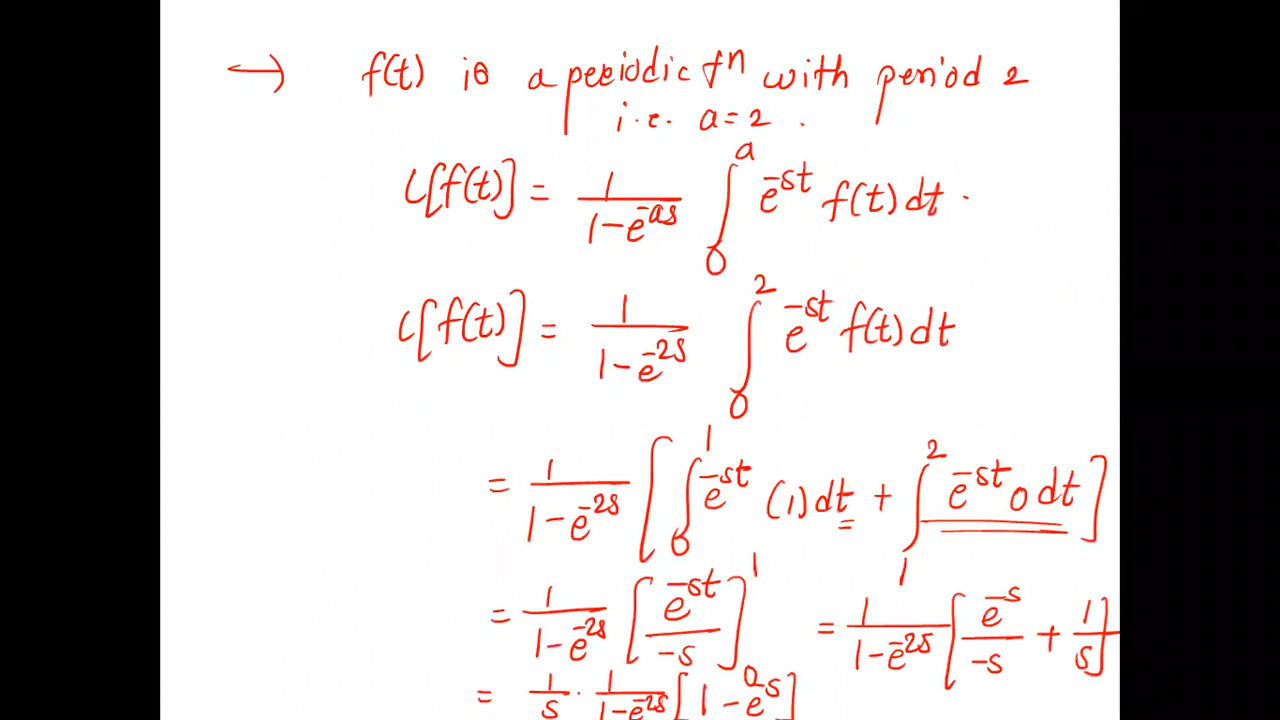 → f(t) is a periodic fⁿ with period 2
i.e. a = 2 .
L[f(t)] = 1/(1-e^{-as}) ∫_0^a e^{-st} f(t) dt .
L[f(t)] = 1/(1-e^{-2s}) ∫_0^2 e^{-st} f(t) dt
= 1/(1-e^{-2s}) [ ∫_0^1 e^{-st} (1) dt + ∫_1^2 e^{-st} 0 dt ]
= 1/(1-e^{-2s}) [ e^{-st}/-s ]_0^1 = 1/(1-e^{-2s}) [ e^{-s}/-s + 1/s ]
= 1/s · 1/(1-e^{-2s}) [ 1 - e^{-s} ]